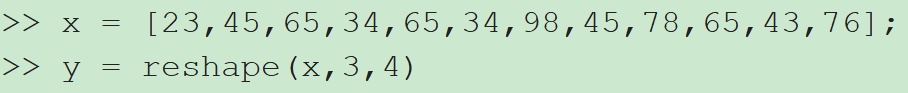 >> x = [23,45,65,34,65,34,98,45,78,65,43,76];
>> y = reshape(x,3,4)